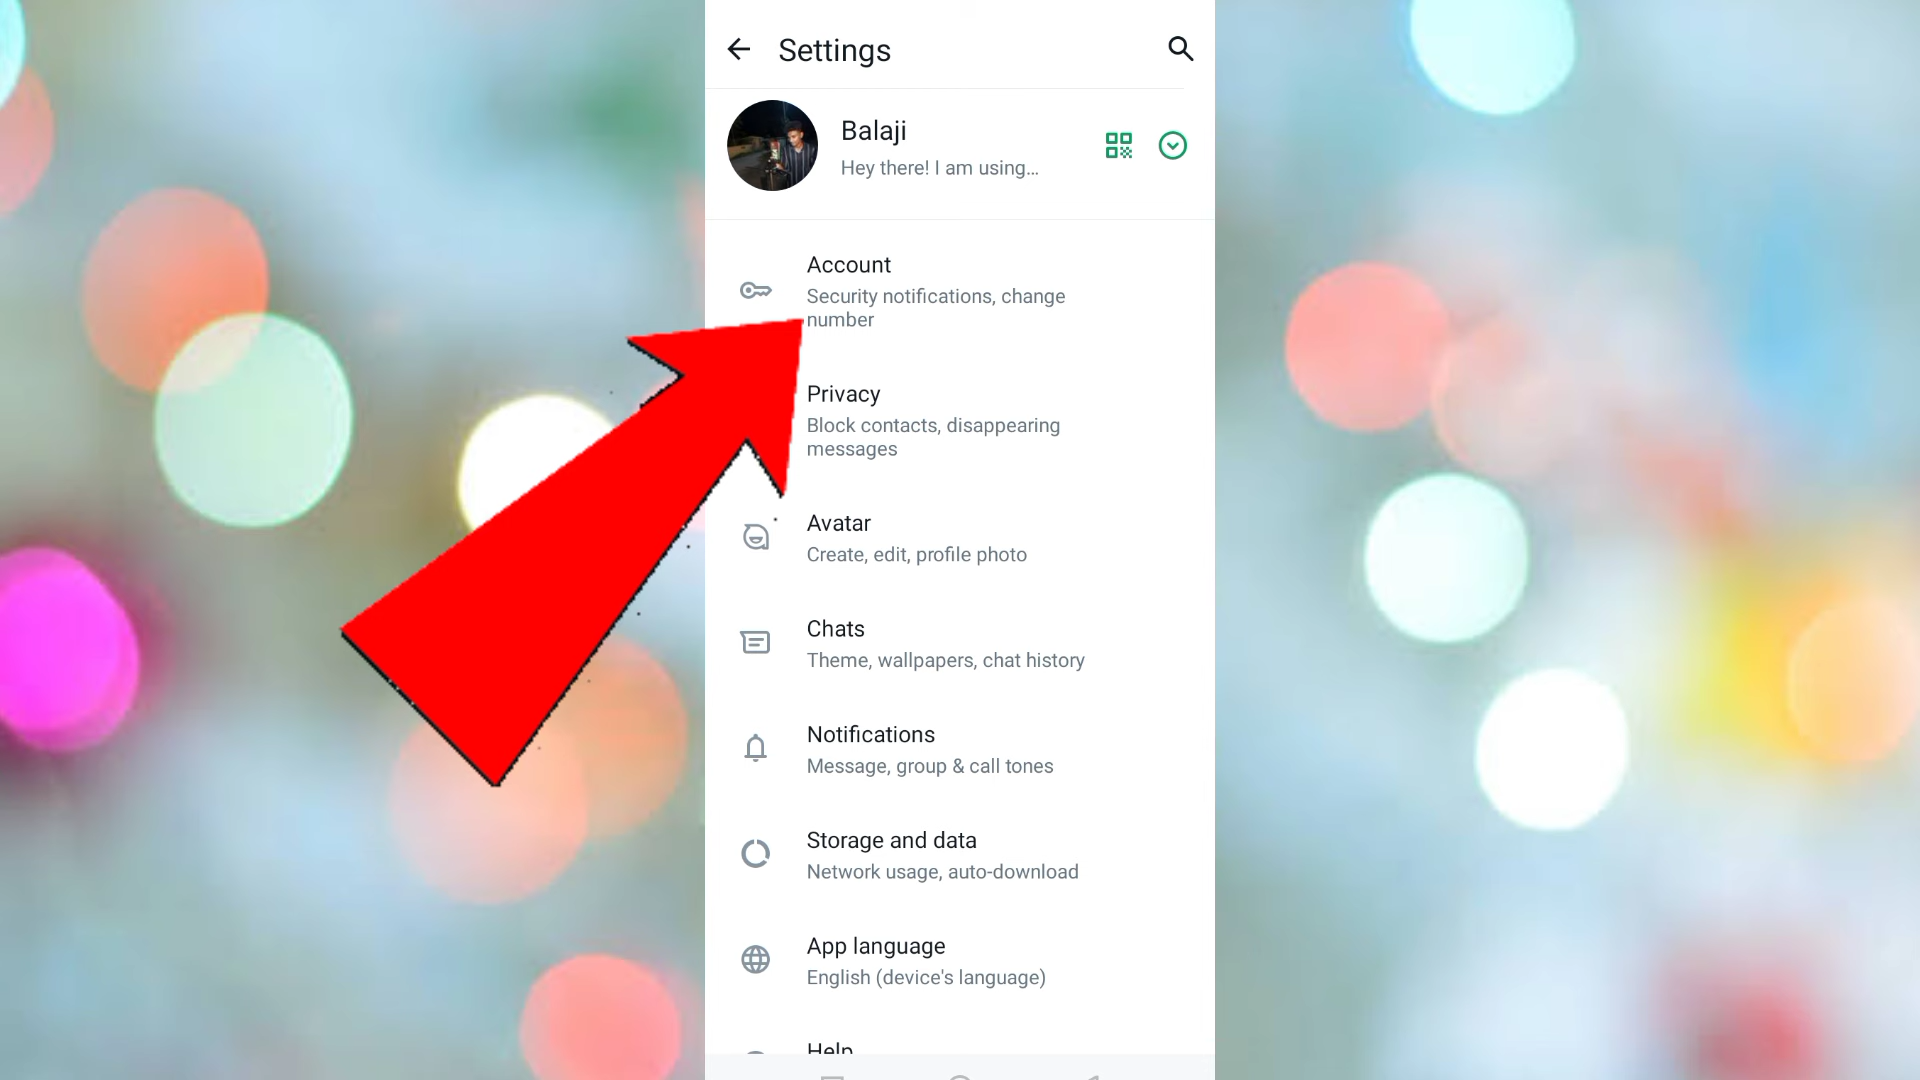 Settings
Balaji
Hey there! I am using...
Account
Security notifications, change
number
Privacy
Block contacts, disappearing
messages
Avatar
Create, edit, profile photo
Chats
Theme, wallpapers, chat history
Notifications
Message, group & call tones
Storage and data
Network usage, auto-download
App language
English (device's language)
Help